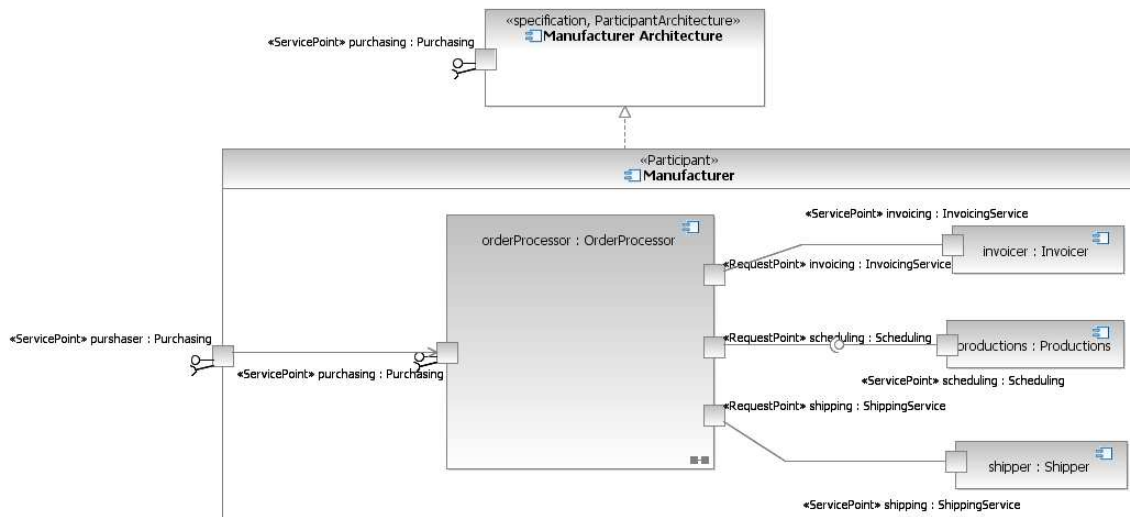 «specification, ParticipantArchitecture»
Manufacturer Architecture
«ServicePoint» purchasing : Purchasing
«Participant»
Manufacturer
«ServicePoint» invoicing : InvoicingService
orderProcessor : OrderProcessor
invoicer : Invoicer
«RequestPoint» invoicing : InvoicingService
«ServicePoint» purshaser : Purchasing
«RequestPoint» scheduling : Scheduling
productions : Productions
«ServicePoint» purchasing : Purchasing
«ServicePoint» scheduling : Scheduling
«RequestPoint» shipping : ShippingService
shipper : Shipper
«ServicePoint» shipping : ShippingService